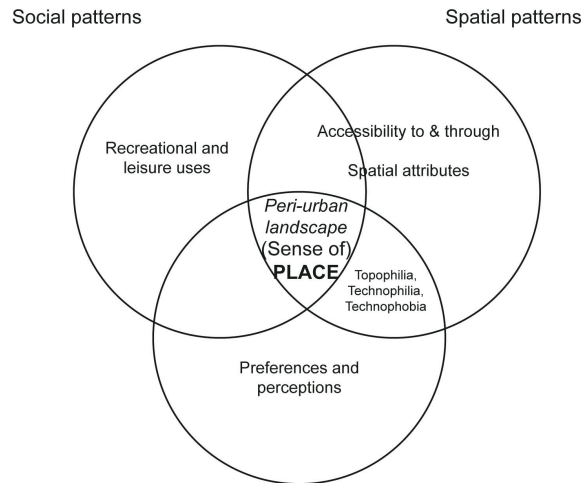 Social patterns
Spatial patterns
Accessibility to & through
Recreational and
leisure uses
Spatial attributes
Peri-urban
landscape
(Sense of)
PLACE
Topophilia,
Technophilia,
Technophobia
Preferences and
perceptions